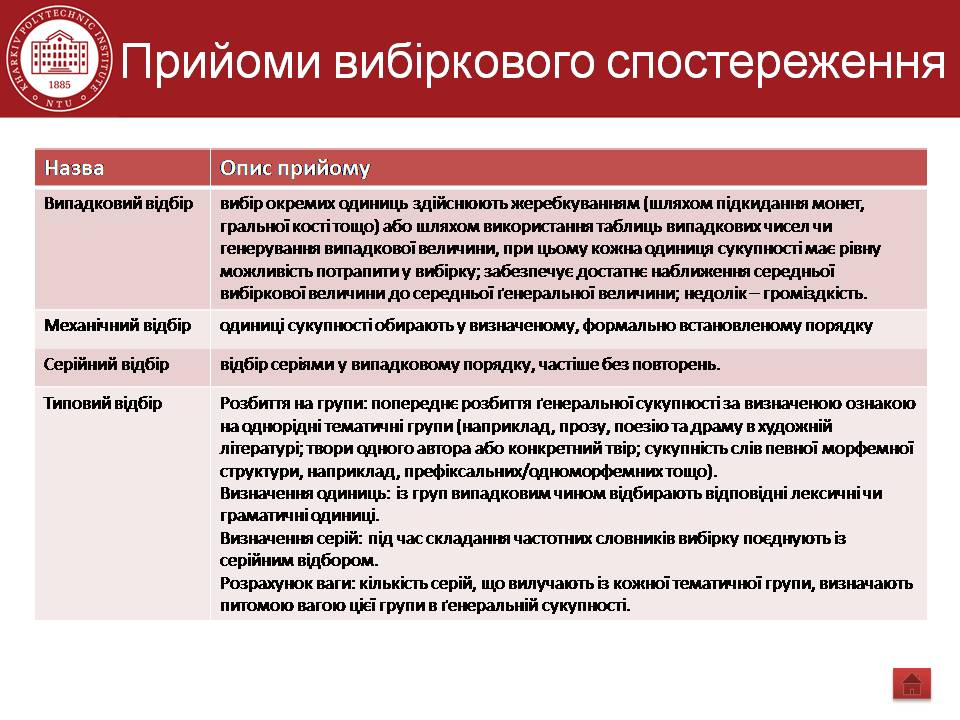 KHARKIV POLYTECHNIC INSTITUTE
1885
NTU
Прийоми вибіркового спостереження
Назва
Опис прийому
Випадковий відбір
вибір окремих одиниць здійснюють жеребкуванням (шляхом підкидання монет,
гральної кості тощо) або шляхом використання таблиць випадкових чисел чи
генерування випадкової величини, при цьому кожна одиниця сукупності має рівну
можливість потрапити у вибірку; забезпечує достатнє наближення середньої
вибіркової величини до середньої ґенеральної величини; недолік – громіздкість.
Механічний відбір
одиниці сукупності обирають у визначеному, формально встановленому порядку
Серійний відбір
відбір серіями у випадковому порядку, частіше без повторень.
Типовий відбір
Розбиття на групи: попереднє розбиття ґенеральної сукупності за визначеною ознакою
на однорідні тематичні групи (наприклад, прозу, поезію та драму в художній
літературі; твори одного автора або конкретний твір; сукупність слів певної морфемної
структури, наприклад, префіксальних/одноморфемних тощо).
Визначення одиниць: із груп випадковим чином відбирають відповідні лексичні чи
граматичні одиниці.
Визначення серій: під час складання частотних словників вибірку поєднують із
серійним відбором.
Розрахунок ваги: кількість серій, що вилучають із кожної тематичної групи, визначають
питомою вагою цієї групи в ґенеральній сукупності.